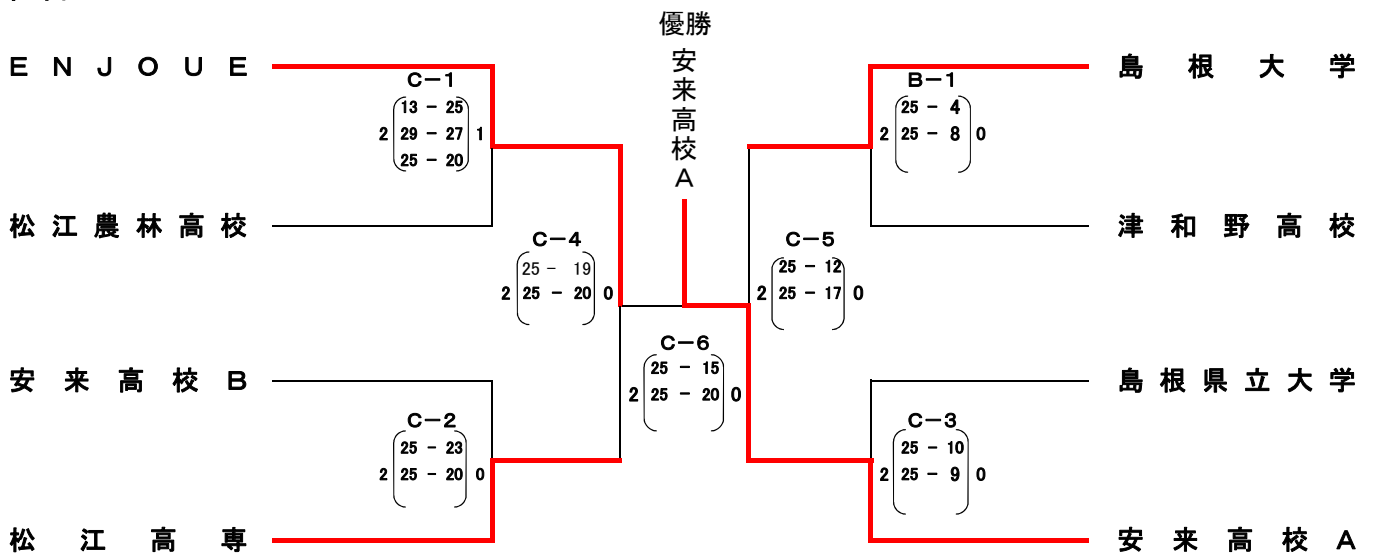 優勝
安来高校A
ＥＮＪＯＵＥ
C－1
13 － 25
2 29 － 27 1
25 － 20
松江農林高校
C－4
25 － 19
2 25 － 20 0
安来高校Ｂ
C－2
25 － 23
2 25 － 20 0
松江高専
C－6
25 － 15
2 25 － 20 0
島根大学
B－1
25 － 4
2 25 － 8 0
津和野高校
C－5
25 － 12
2 25 － 17 0
島根県立大学
C－3
25 － 10
2 25 － 9 0
安来高校Ａ